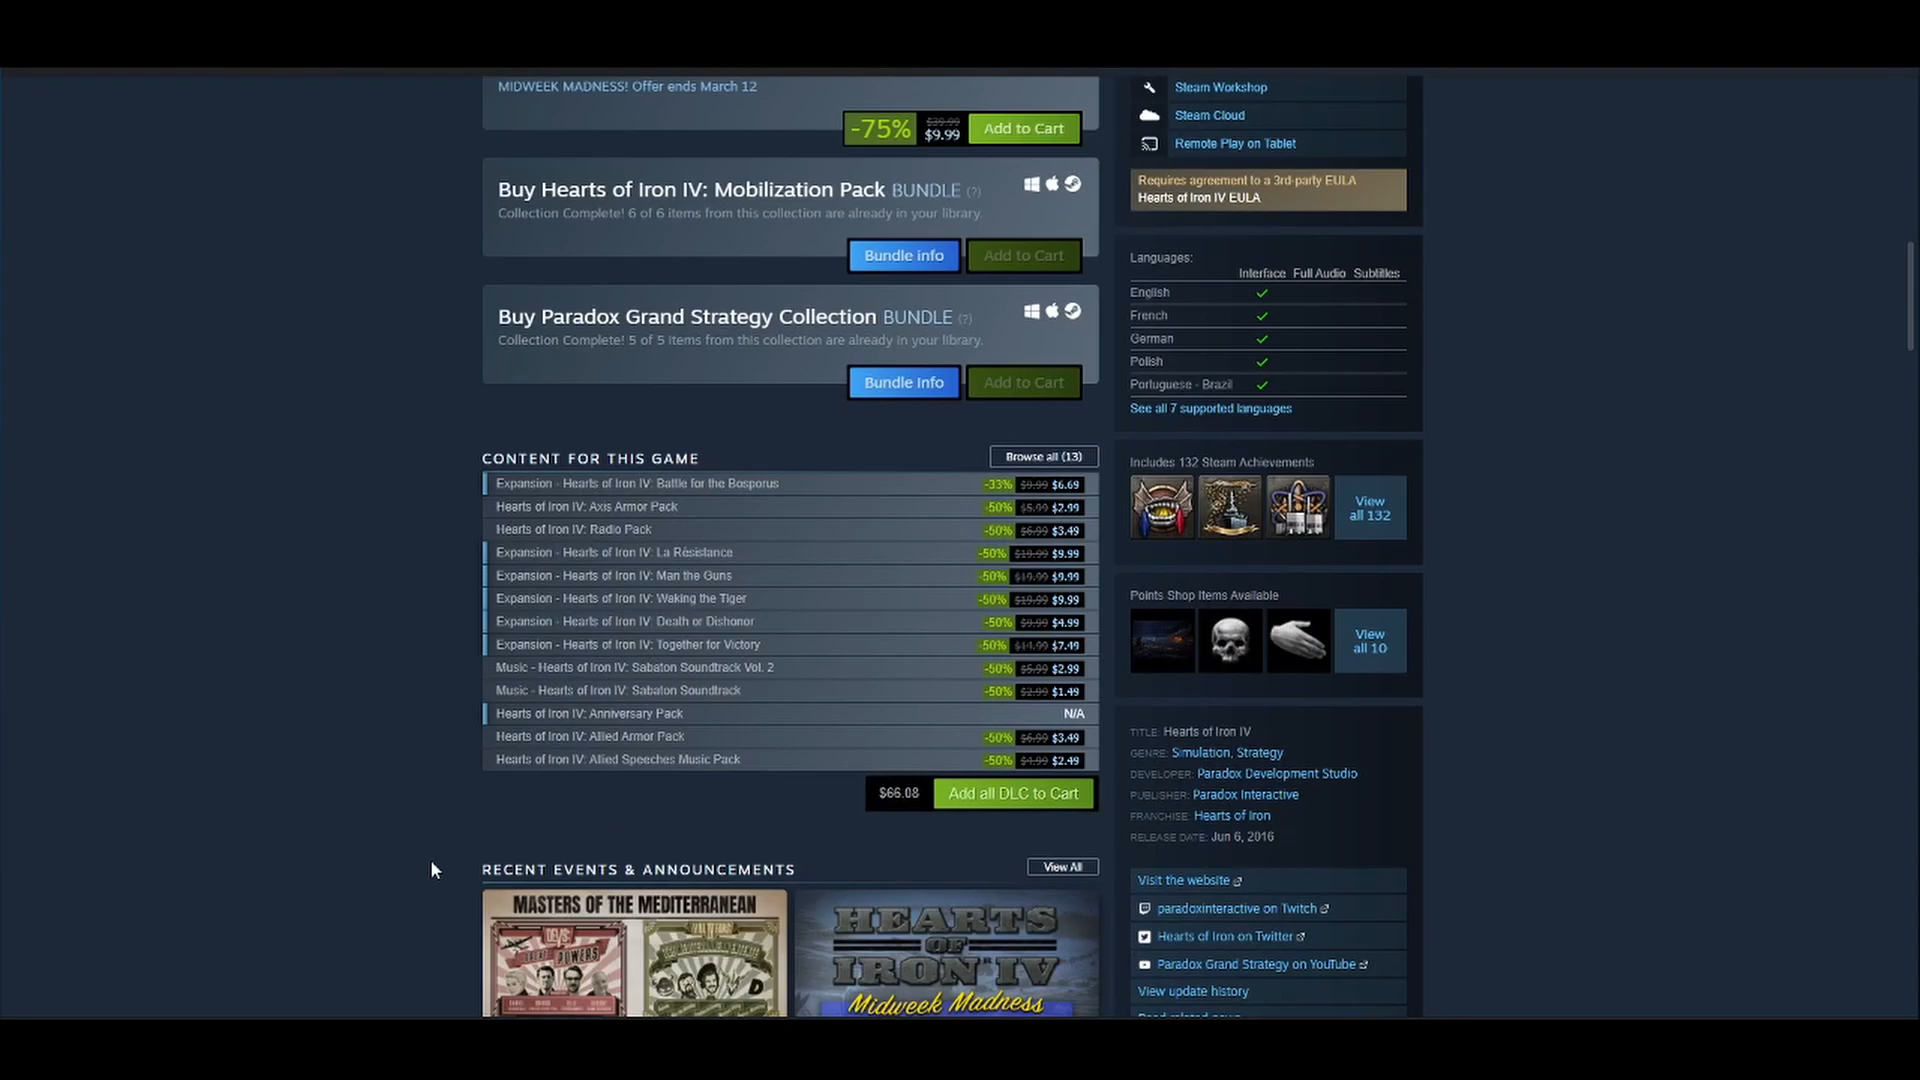 MIDWEEK MADNESS! Offer ends March 12
-75% $39.99 $9.99 Add to Cart
Buy Hearts of Iron IV: Mobilization Pack BUNDLE (?)
Collection Complete! 6 of 6 items from this collection are already in your library.
Bundle info Add to Cart
Buy Paradox Grand Strategy Collection BUNDLE (?)
Collection Complete! 5 of 5 items from this collection are already in your library.
Bundle info Add to Cart
CONTENT FOR THIS GAME Browse all (13)
Expansion - Hearts of Iron IV: Battle for the Bosporus -33% $9.99 $6.69
Hearts of Iron IV: Axis Armor Pack -50% $5.99 $2.99
Hearts of Iron IV: Radio Pack -50% $6.99 $3.49
Expansion - Hearts of Iron IV: La Résistance -50% $19.99 $9.99
Expansion - Hearts of Iron IV: Man the Guns -50% $19.99 $9.99
Expansion - Hearts of Iron IV: Waking the Tiger -50% $19.99 $9.99
Expansion - Hearts of Iron IV: Death or Dishonor -50% $9.99 $4.99
Expansion - Hearts of Iron IV: Together for Victory -50% $14.99 $7.49
Music - Hearts of Iron IV: Sabaton Soundtrack Vol. 2 -50% $5.99 $2.99
Music - Hearts of Iron IV: Sabaton Soundtrack -50% $2.99 $1.49
Hearts of Iron IV: Anniversary Pack N/A
Hearts of Iron IV: Allied Armor Pack -50% $6.99 $3.49
Hearts of Iron IV: Allied Speeches Music Pack -50% $4.99 $2.49
$66.08 Add all DLC to Cart
RECENT EVENTS & ANNOUNCEMENTS View All
MASTERS OF THE MEDITERRANEAN
DEVS:
GREAT POWERS
HEARTS
OF
IRON IV
Midweek Madness
Steam Workshop
Steam Cloud
Remote Play on Tablet
Requires agreement to a 3rd-party EULA
Hearts of Iron IV EULA
Languages:
Interface Full Audio Subtitles
English ✓
French ✓
German ✓
Polish ✓
Portuguese - Brazil ✓
See all 7 supported languages
Includes 132 Steam Achievements
View
all 132
Points Shop Items Available
View
all 10
TITLE: Hearts of Iron IV
GENRE: Simulation, Strategy
DEVELOPER: Paradox Development Studio
PUBLISHER: Paradox Interactive
FRANCHISE: Hearts of Iron
RELEASE DATE: Jun 6, 2016
Visit the website
paradoxinteractive on Twitch
Hearts of Iron on Twitter
Paradox Grand Strategy on YouTube
View update history
Read related news